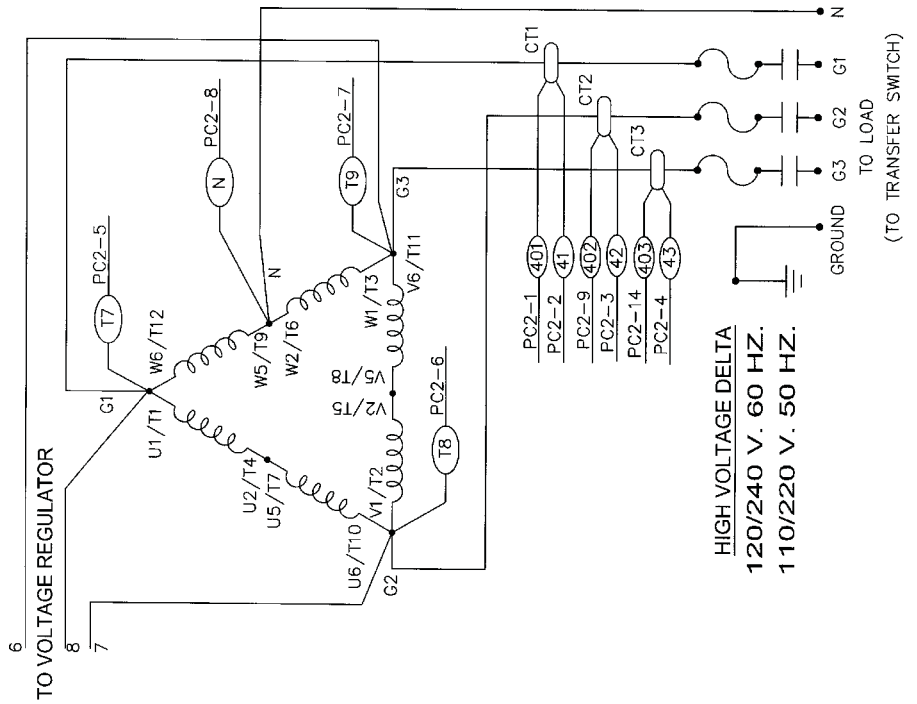 6
TO VOLTAGE REGULATOR
8
7
G1
T7
PC2-5
U1/T1
W6/T12
N
PC2-8
W5/T9
W2/T6
N
T9
PC2-7
U2/T4
U5/T7
W1/T3
G3
V6/T11
U6/T10
V1/T2
V2/T5
V5/T8
G2
T8
PC2-6
CT1
CT2
CT3
PC2-1
401
PC2-2
41
PC2-9
402
PC2-3
42
PC2-14
403
PC2-4
43
N
G1
G2
G3
GROUND
TO LOAD
(TO TRANSFER SWITCH)
HIGH VOLTAGE DELTA
120/240 V. 60 HZ.
110/220 V. 50 HZ.